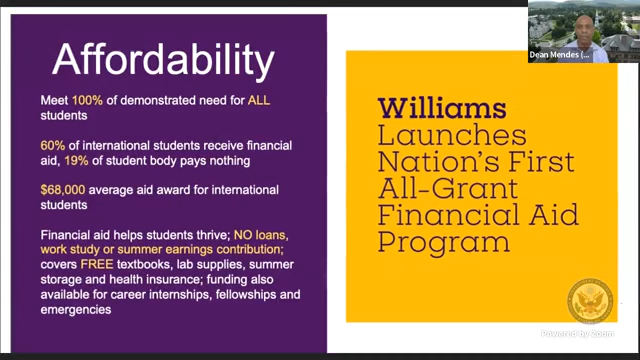 Affordability
Meet 100% of demonstrated need for ALL
students
60% of international students receive financial
aid, 19% of student body pays nothing
$68,000 average aid award for international
students
Financial aid helps students thrive; NO loans,
work study or summer earnings contribution;
covers FREE textbooks, lab supplies, summer
storage and health insurance; funding also
available for career internships, fellowships and
emergencies
Williams
Launches
Nation's First
All-Grant
Financial Aid
Program
Dean Mendes (...
Powered by Zoom